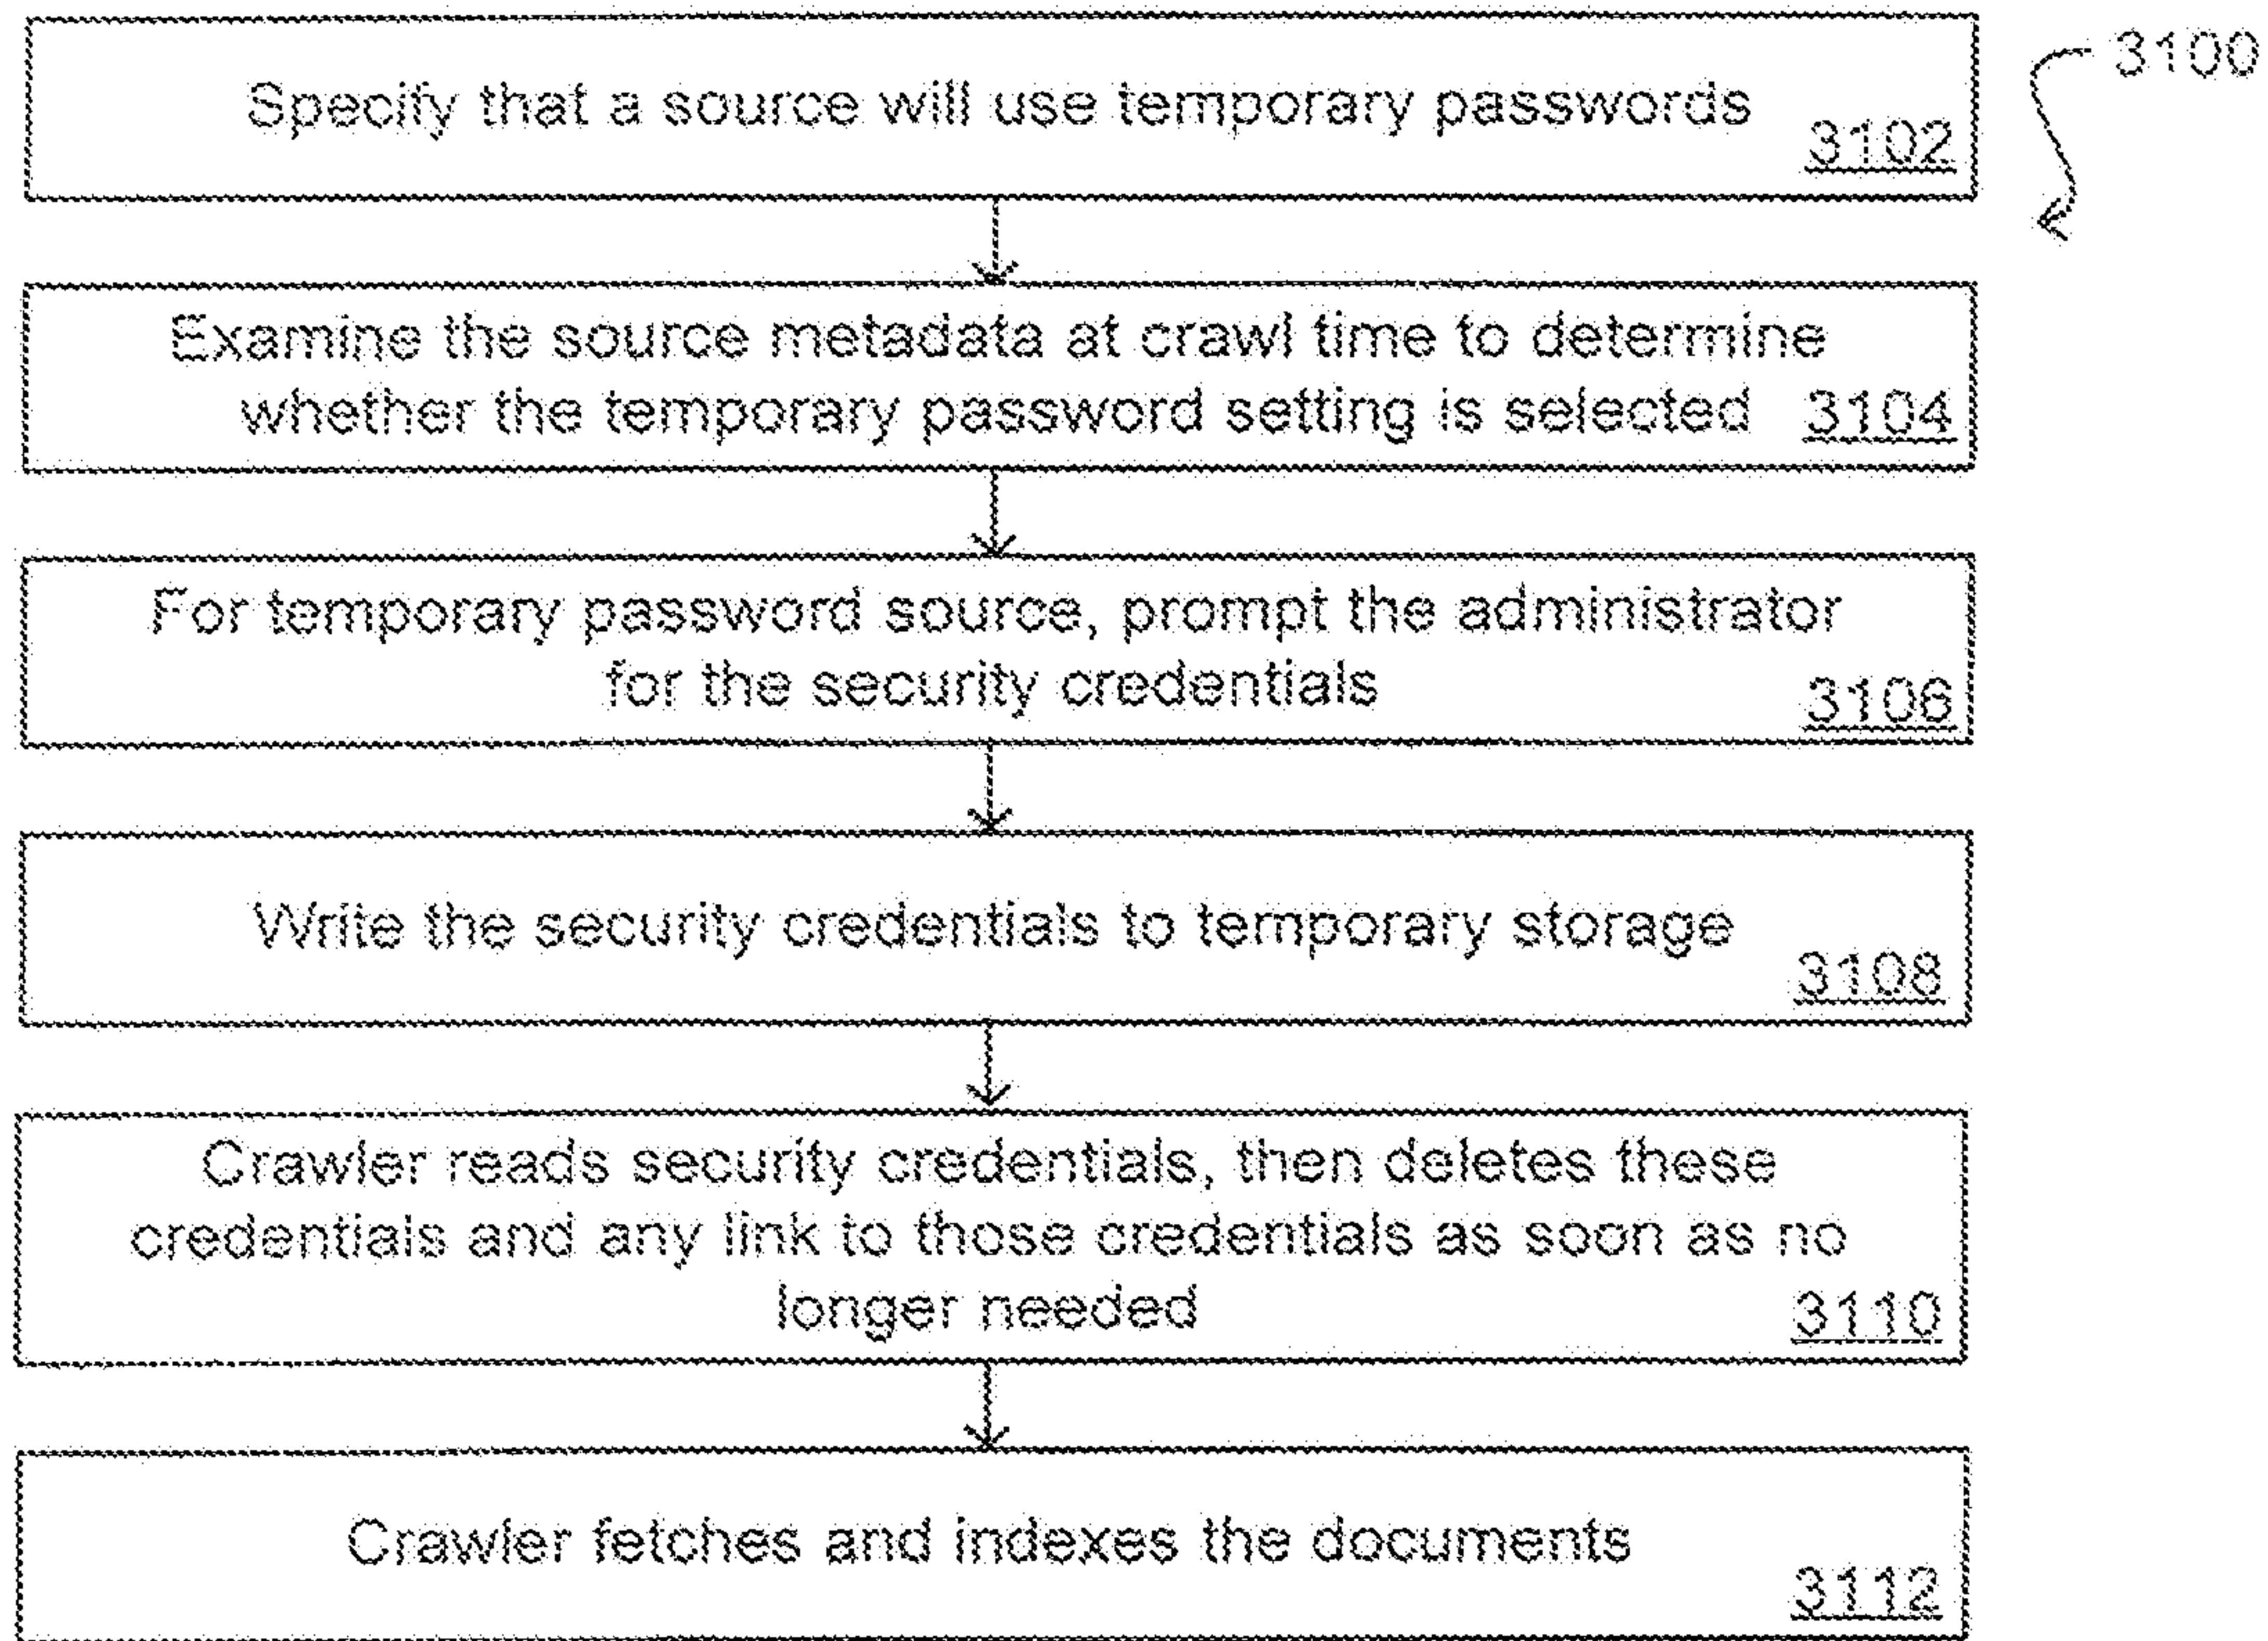 3100
Specify that a source will use temporary passwords
3102
Examine the source metadata at crawl time to determine
whether the temporary password setting is selected 3104
For temporary password source, prompt the administrator
for the security credentials
3106
Write the security credentials to temporary storage
3108
Crawler reads security credentials, then deletes these
credentials and any link to those credentials as soon as no
longer needed
3110
Crawler fetches and indexes the documents
3112